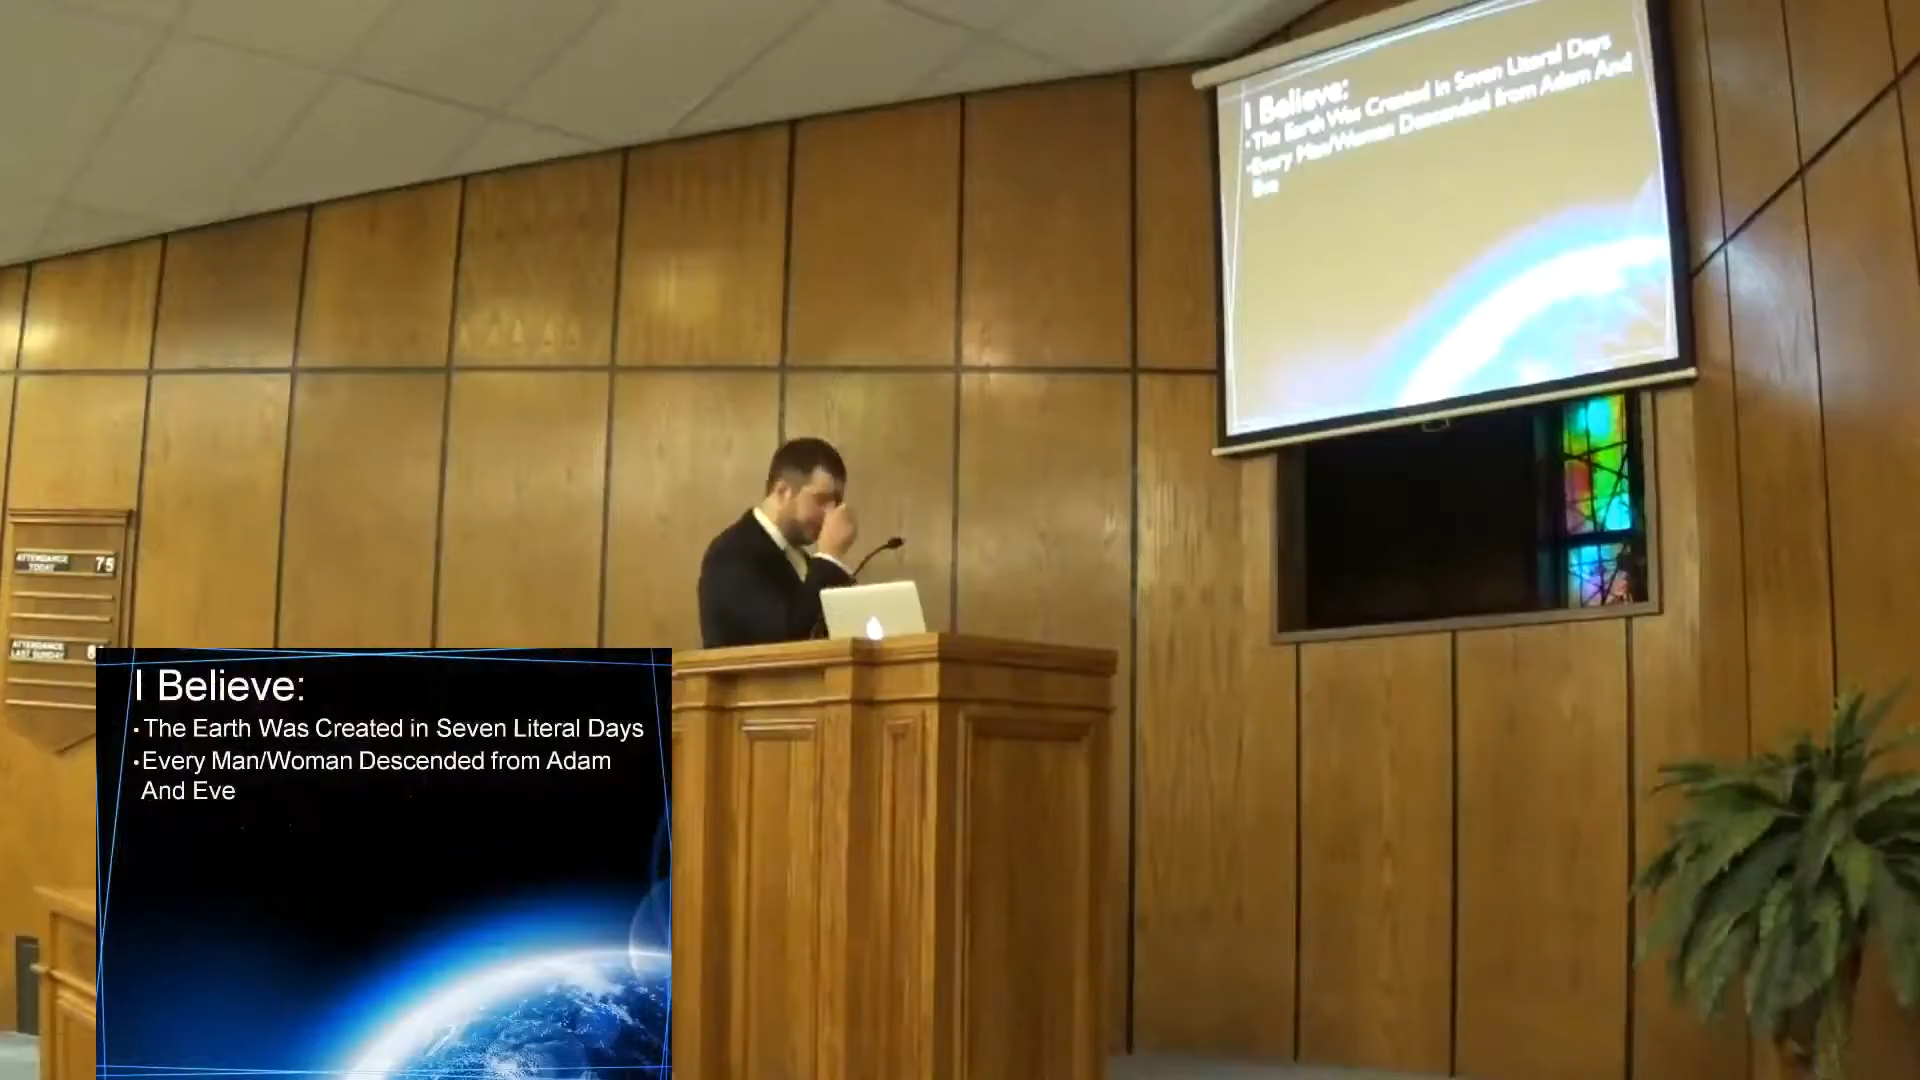 I Believe:
• The Earth Was Created in Seven Literal Days
• Every Man/Woman Descended from Adam And
Eve
ATTENDANCE
TODAY 75
ATTENDANCE
LAST SUNDAY 8
I Believe:
• The Earth Was Created in Seven Literal Days
• Every Man/Woman Descended from Adam
And Eve